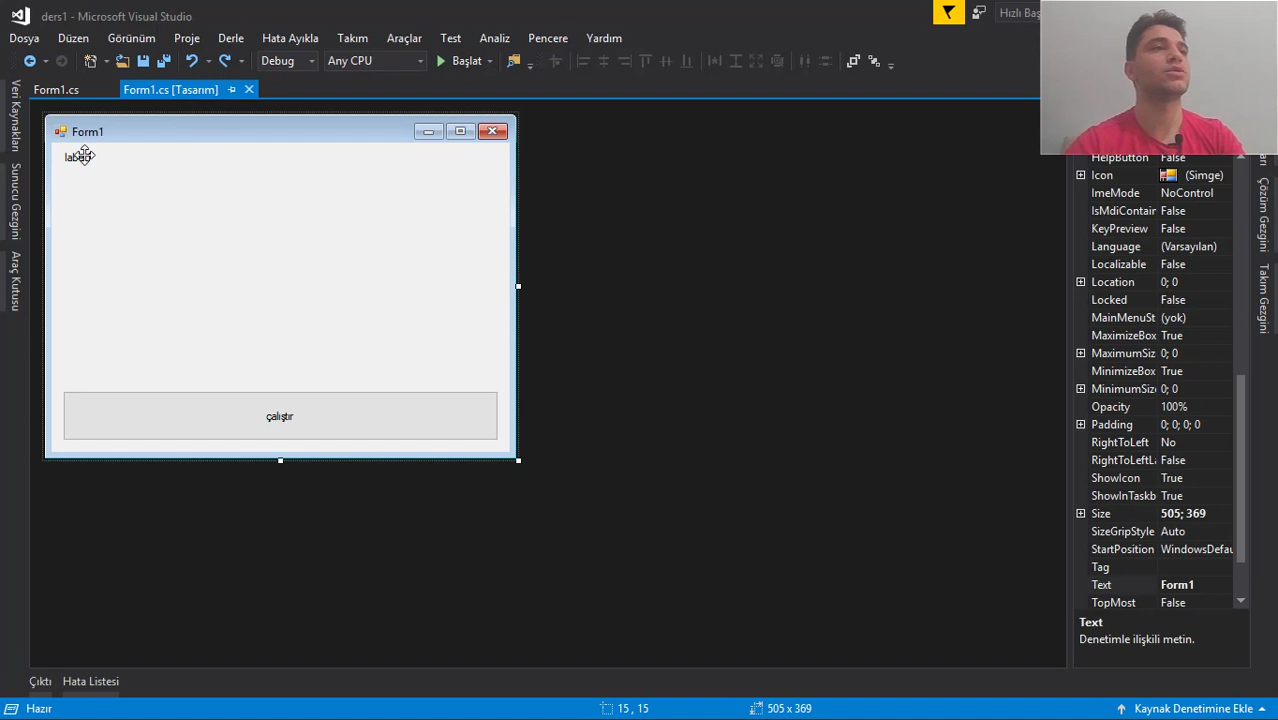 ders1 - Microsoft Visual Studio
Hızlı Baş
Dosya Düzen Görünüm Proje Derle Hata Ayıkla Takım Araçlar Test Analiz Pencere Yardım
Debug Any CPU Başlat
Form1.cs Form1.cs [Tasarım]
Veri Kaynakları
Sunucu Gezgini
Araç Kutusu
Form1
çalıştır
HelpButton False
Icon (Simge)
ImeMode NoControl
IsMdiContain False
KeyPreview False
Language (Varsayılan)
Localizable False
Location 0; 0
Locked False
MainMenuSt (yok)
MaximizeBox True
MaximumSiz 0; 0
MinimizeBox True
MinimumSiz 0; 0
Opacity 100%
Padding 0; 0; 0; 0
RightToLeft No
RightToLeftLa False
ShowIcon True
ShowInTaskb True
Size 505; 369
SizeGripStyle Auto
StartPosition WindowsDefau
Tag
Text Form1
TopMost False
Text
Denetimle ilişkili metin.
Çözüm Gezgini
Takım Gezgini
Çıktı Hata Listesi
Hazır 15 , 15 505 x 369 Kaynak Denetimine Ekle